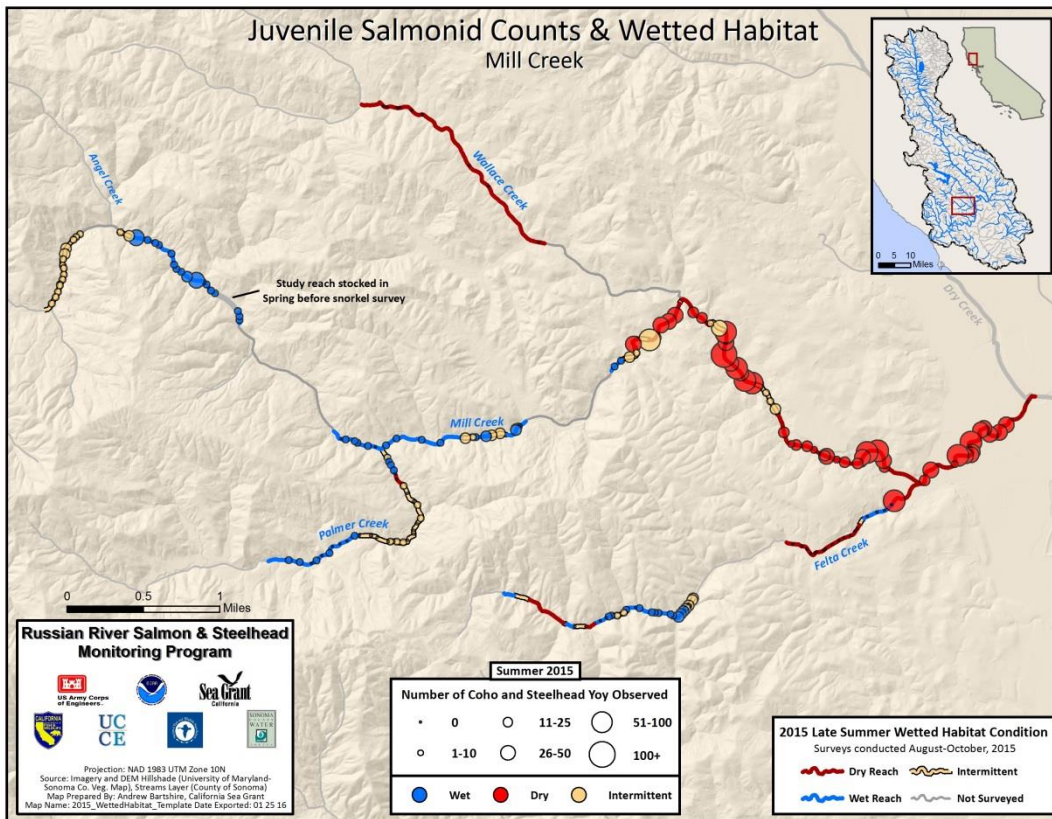 Juvenile Salmonid Counts & Wetted Habitat
Mill Creek
Angel Creek
Wallace Creek
Study reach stocked in
Spring before snorkel survey
Dry Creek
Mill Creek
Palmer Creek
Felta Creek
0 5 10
Miles
0 0.5 1
Miles
Russian River Salmon & Steelhead
Monitoring Program
US Army Corps
of Engineers
Sea Grant
California
CALIFORNIA
UC
CE
SONOMA
WATER
Projection: NAD 1983 UTM Zone 10N
Source: Imagery and DEM Hillshade (University of Maryland-
Sonoma Co. Veg. Map), Streams Layer (County of Sonoma)
Map Prepared By: Andrew Bartshire, California Sea Grant
Map Name: 2015_WettedHabitat_Template Date Exported: 01 25 16
Summer 2015
Number of Coho and Steelhead Yoy Observed
0 11-25 51-100
1-10 26-50 100+
Wet Dry Intermittent
2015 Late Summer Wetted Habitat Condition
Surveys conducted August-October, 2015
Dry Reach Intermittent
Wet Reach Not Surveyed